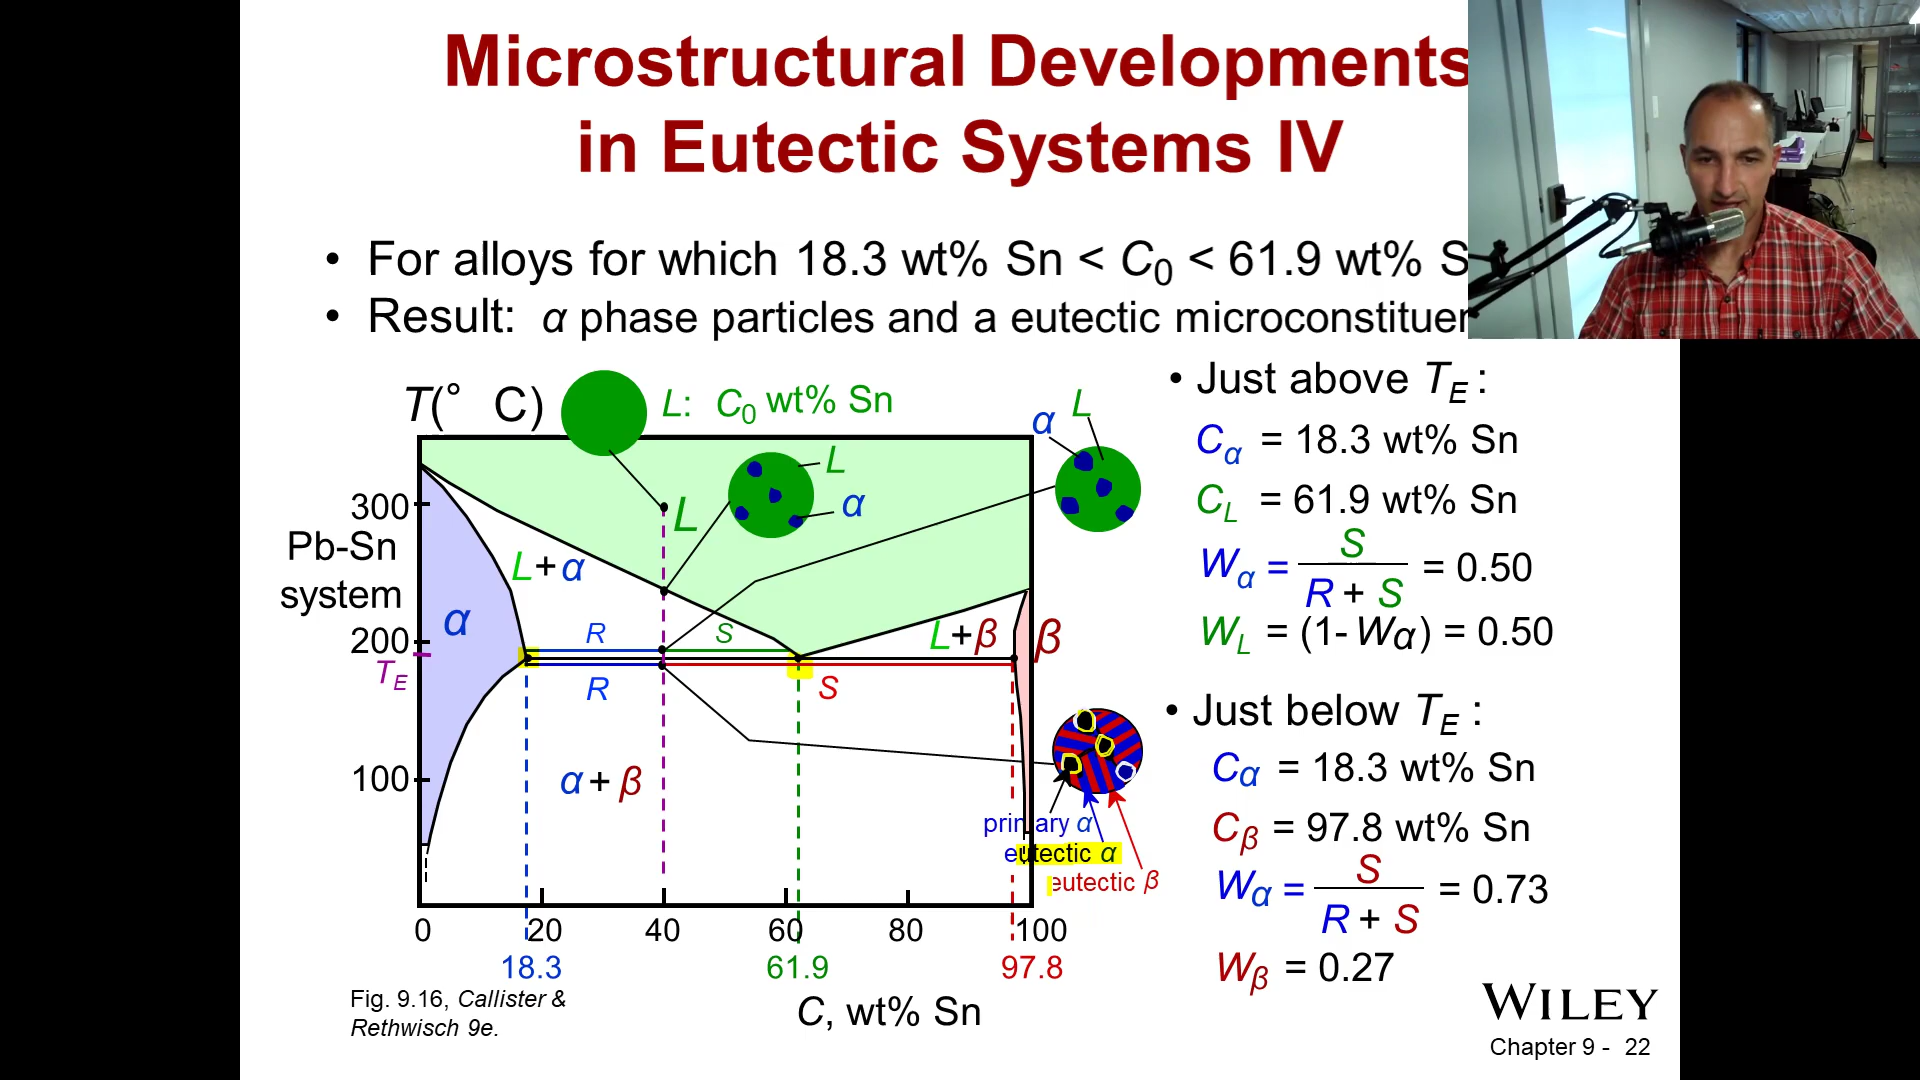 Microstructural Developments
in Eutectic Systems IV
• For alloys for which 18.3 wt% Sn < C0 < 61.9 wt% S
• Result: α phase particles and a eutectic microconstituen
T(° C)
L: C0 wt% Sn
L
α
α
L
300
L
Pb-Sn
system
L+α
α
200
TE
R
S
L+β
β
R
S
100
α+ β
primary α
eutectic α
eutectic β
0
20
40
60
80
100
18.3
61.9
97.8
C, wt% Sn
Fig. 9.16, Callister &
Rethwisch 9e.
• Just above TE :
Cα = 18.3 wt% Sn
CL = 61.9 wt% Sn
Wα = S
R + S = 0.50
WL = (1- Wα) = 0.50
• Just below TE :
Cα = 18.3 wt% Sn
Cβ = 97.8 wt% Sn
Wα = S
R + S = 0.73
Wβ = 0.27
WILEY
Chapter 9 - 22